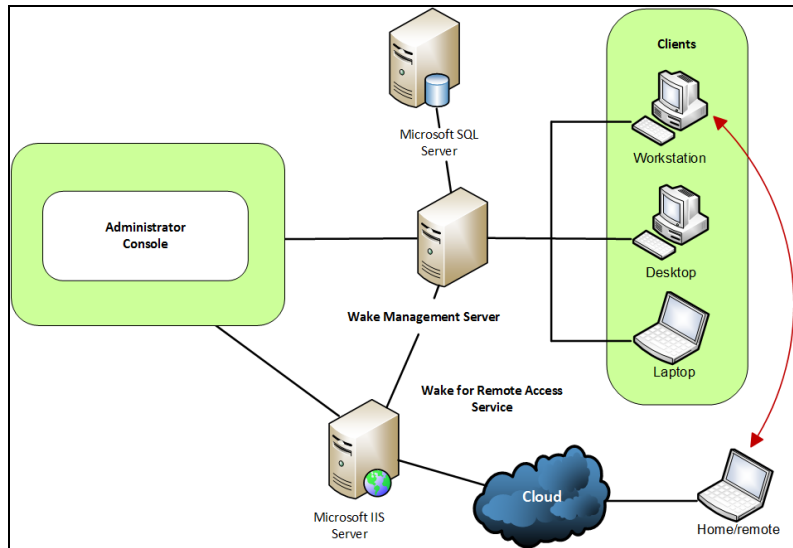 Clients
Microsoft SQL
Server
Workstation
Administrator
Console
Desktop
Wake Management Server
Laptop
Wake for Remote Access
Service
Cloud
Microsoft IIS
Server
Home/remote